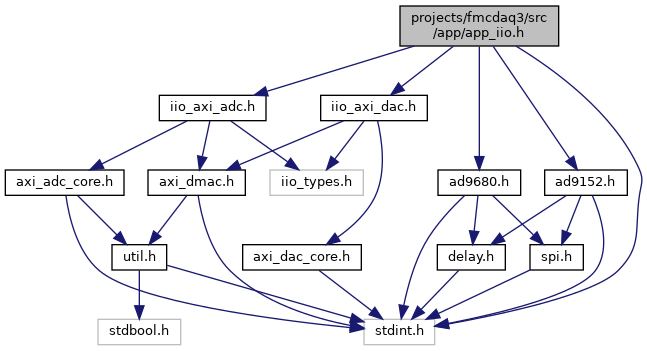 projects/fmcdaq3/src
/app/app_iio.h
iio_axi_adc.h
iio_axi_dac.h
axi_adc_core.h
axi_dmac.h
iio_types.h
ad9680.h
ad9152.h
util.h
axi_dac_core.h
delay.h
spi.h
stdbool.h
stdint.h